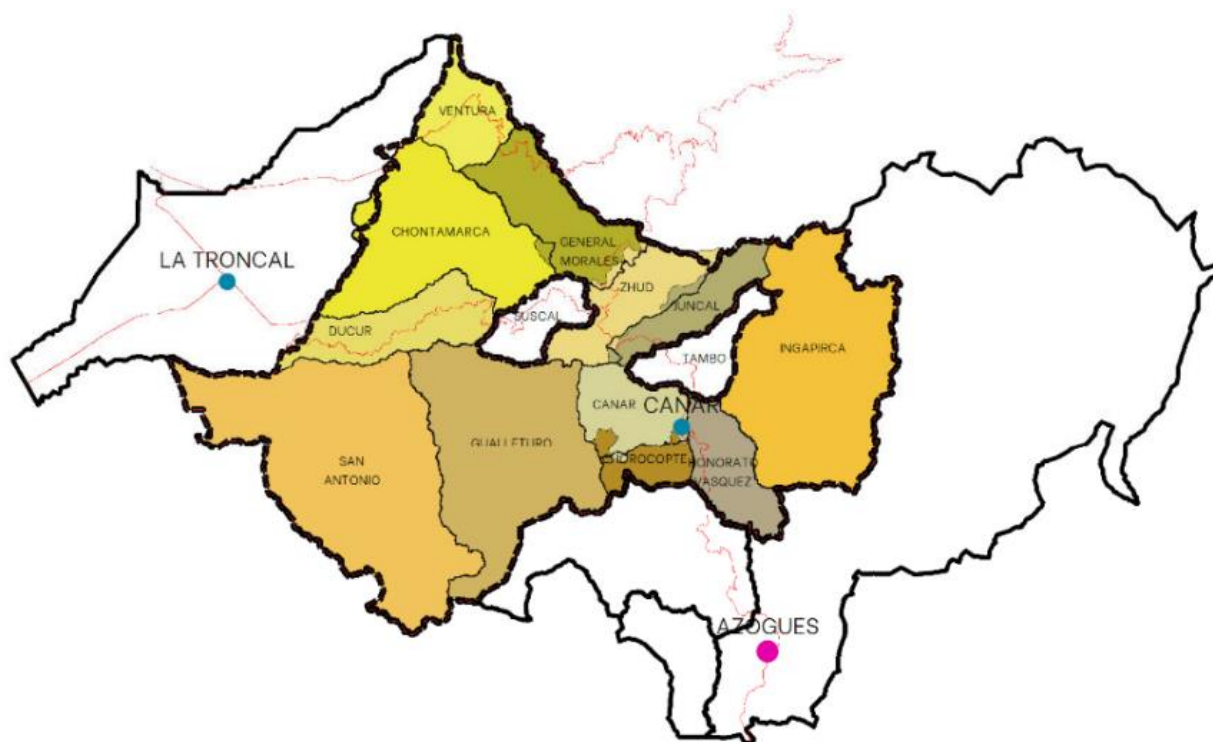 VENTURA
CHONTAMARCA
GENERAL
MORALES
LA TRONCAL
ZHUD
JUNCAL
SUSCAL
DUCUR
TAMBO
INGAPIRCA
CANAR
CANAR
GUALLETURO
SAN
ANTONIO
CHOROCOPTE
HONORATO
VASQUEZ
AZOGUES